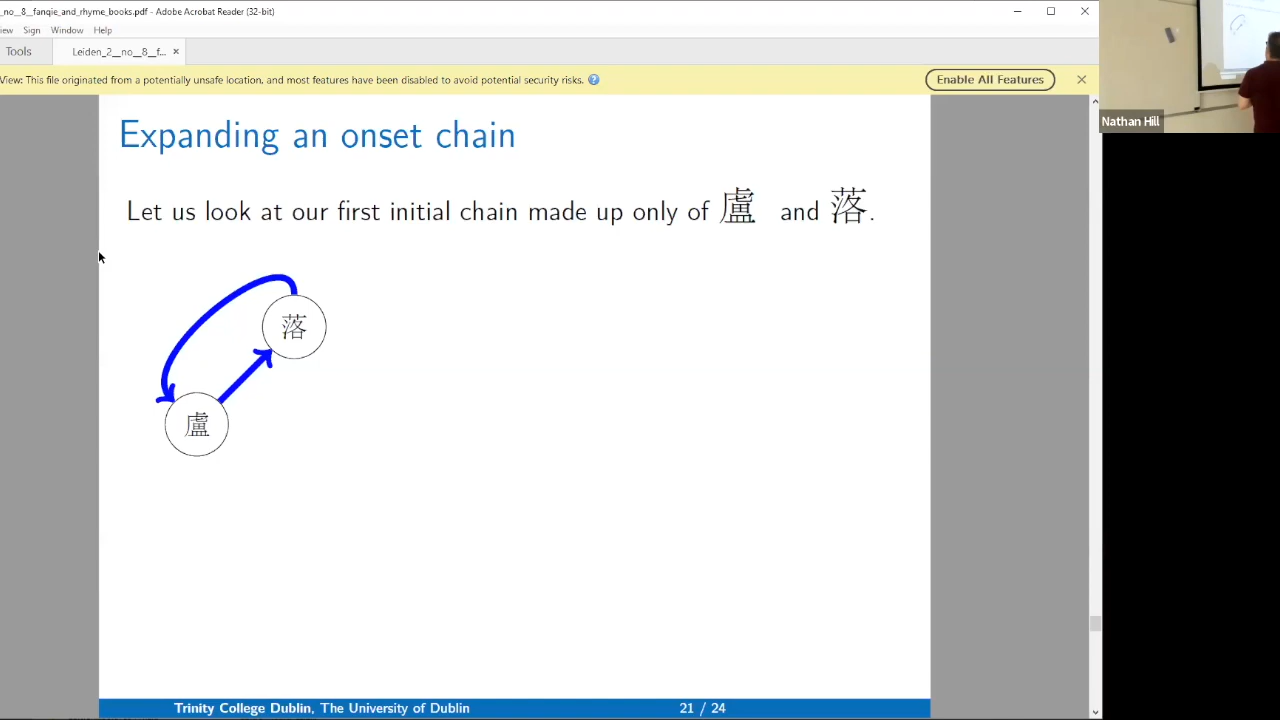 _no__8__fanqie_and_rhyme_books.pdf - Adobe Acrobat Reader (32-bit)
iew Sign Window Help
Tools Leiden_2__no__8__f... ×
View: This file originated from a potentially unsafe location, and most features have been disabled to avoid potential security risks. ? Enable All Features
Nathan Hill
Expanding an onset chain
Let us look at our first initial chain made up only of 盧 and 落.
落
盧
Trinity College Dublin, The University of Dublin 21 / 24